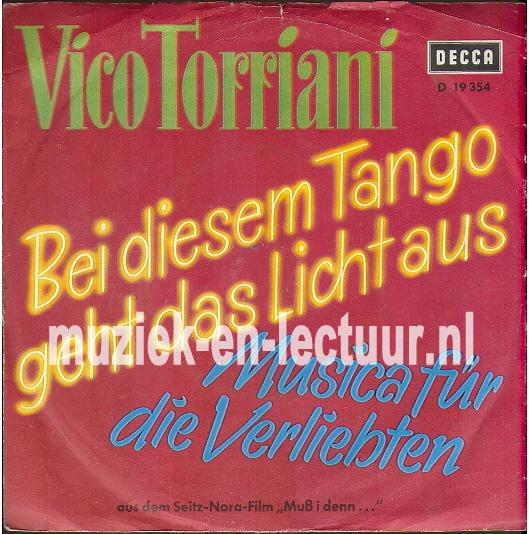 Vico Torriani
DECCA
D 19 354
Bei diesem Tango
geht das Licht aus
muziek-en-lectuur.nl
Musica für
die Verliebten
aus dem Seitz-Nora-Film „Muß i denn..."